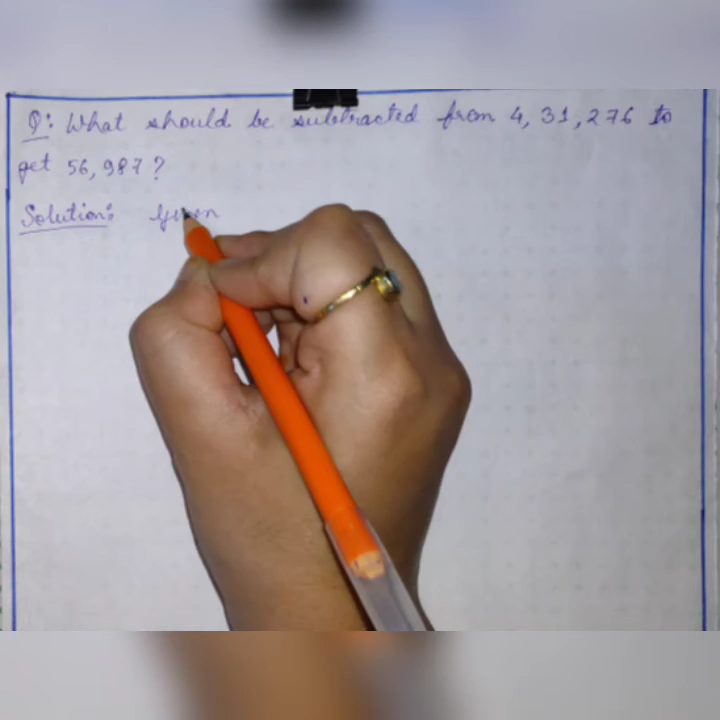 Q: What should be subtracted from 4, 31, 276 to
get 56, 987 ?
Solution: Given